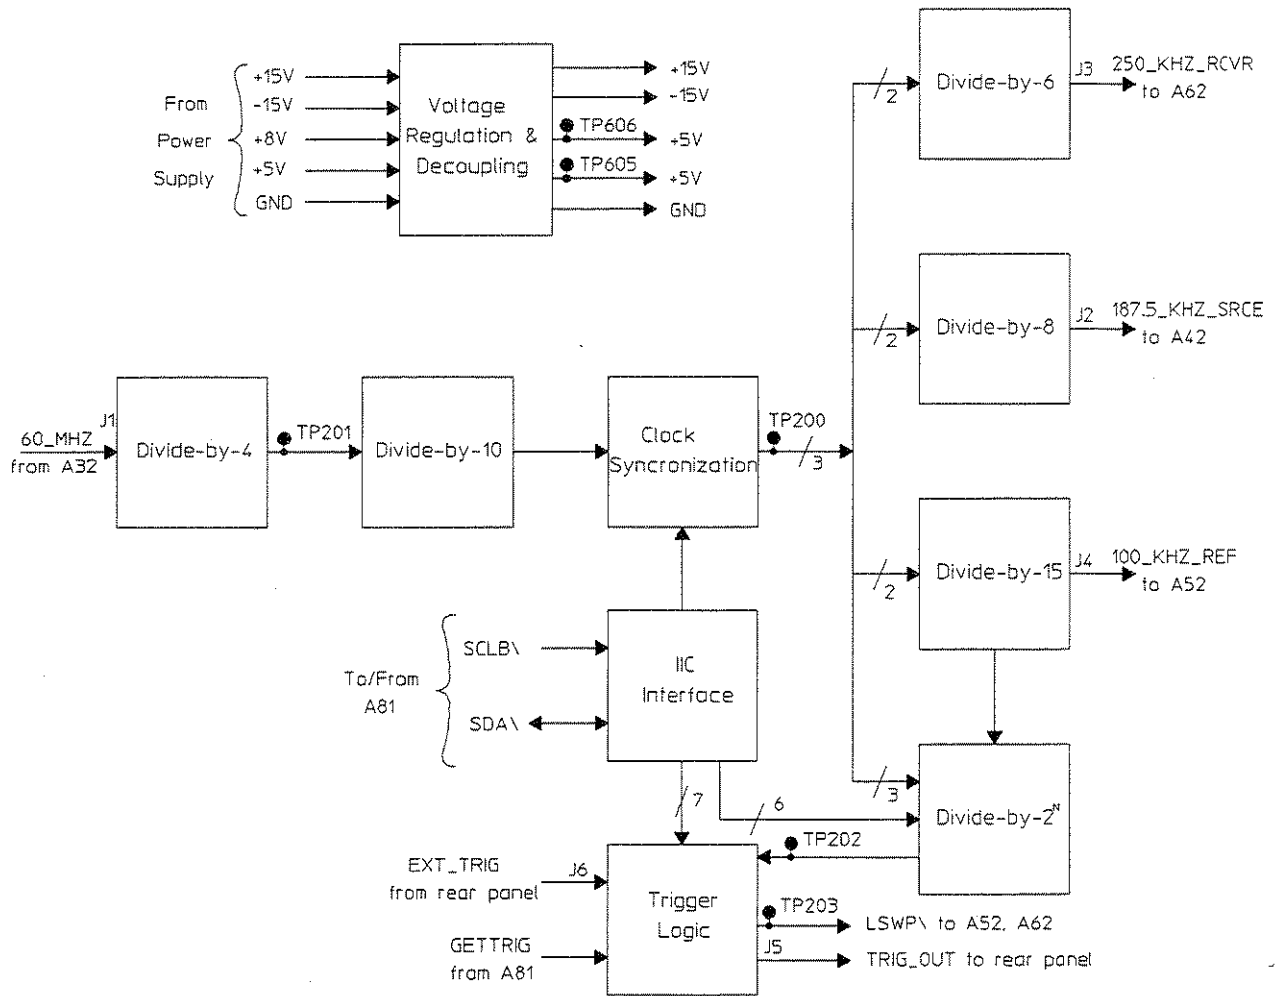 From
Power
Supply
+15V
-15V
+8V
+5V
GND
Voltage
Regulation &
Decoupling
+15V
-15V
TP606
+5V
TP605
+5V
GND
2
Divide-by-6
J3
250_KHZ_RCVR
to A62
2
Divide-by-8
J2
187.5_KHZ_SRCE
to A42
60_MHZ
from A32
J1
Divide-by-4
TP201
Divide-by-10
Clock
Syncronization
TP200
3
2
Divide-by-15
J4
100_KHZ_REF
to A52
To/From
A81
SCLB\
SDA\
IIC
Interface
7
6
3
Divide-by-2ᴺ
TP202
EXT_TRIG
from rear panel
J6
GETTRIG
from A81
Trigger
Logic
TP203
LSWP\ to A52, A62
J5
TRIG_OUT to rear panel